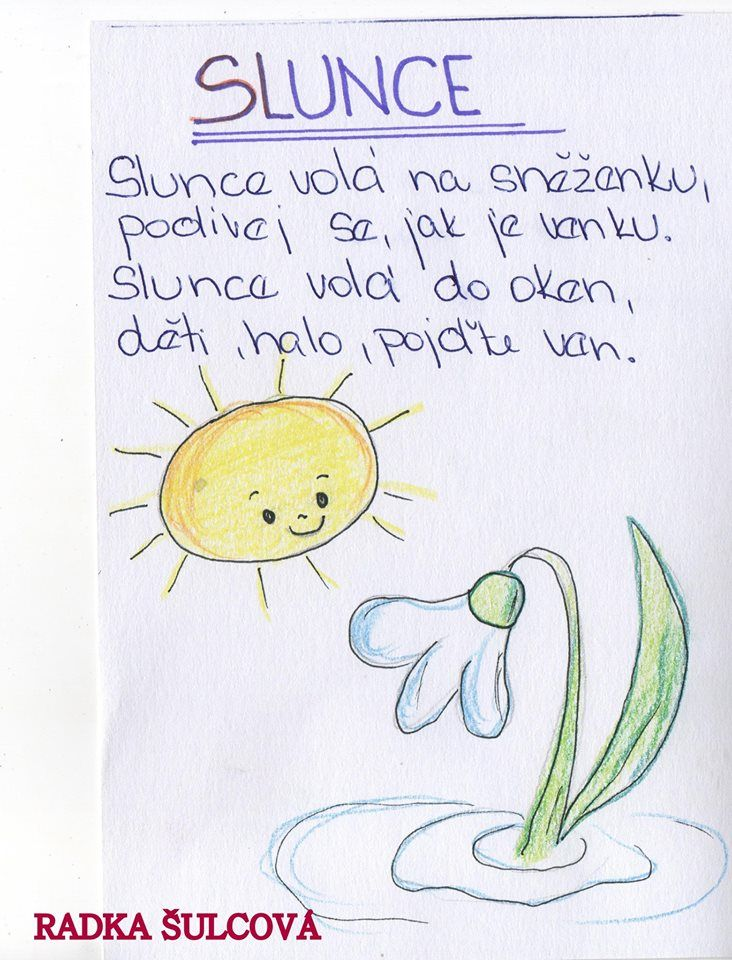 SLUNCE
Slunce volá na sněženku,
podivej se, jak je venku.
Slunce volá do oken,
děti, halo, pojďte ven.
RADKA ŠULCOVÁ